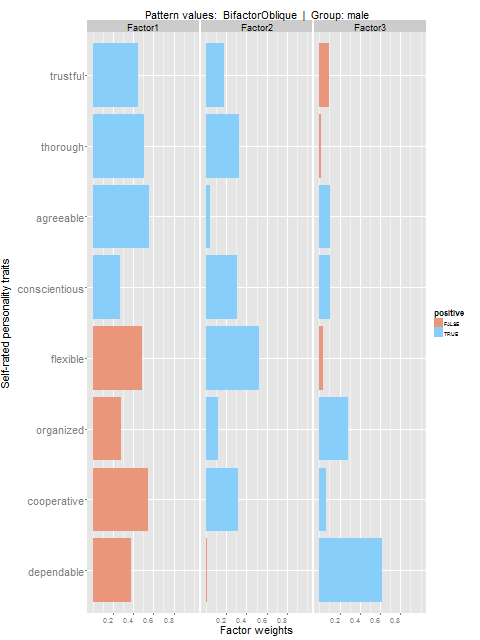 Pattern values:  BifactorOblique  |  Group: male
Factor1 Factor2 Factor3
trustful
thorough
agreeable
conscientious
flexible
organized
cooperative
dependable
Self-rated personality traits
positive
FALSE
TRUE
0.2 0.4 0.6 0.8 0.2 0.4 0.6 0.8 0.2 0.4 0.6 0.8
Factor weights